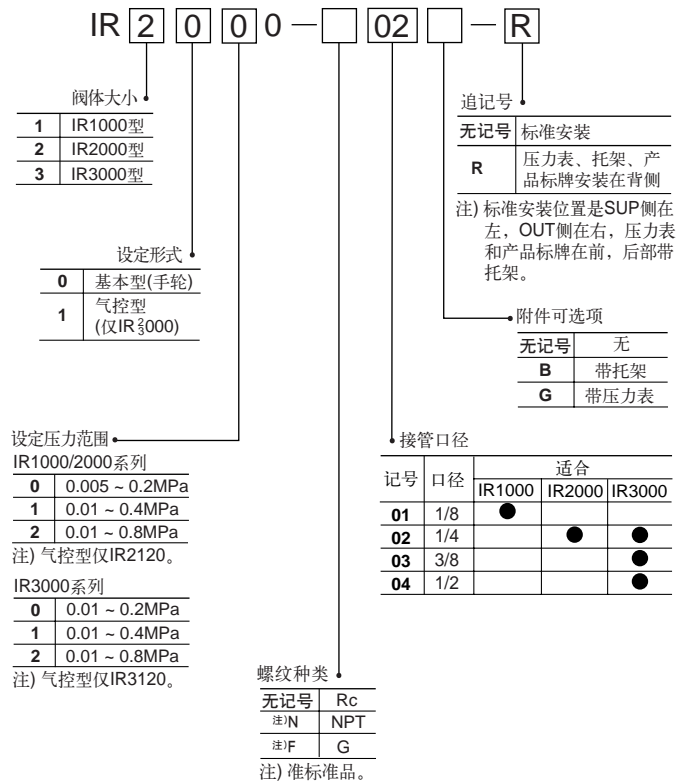 IR 2 0 0 0 — □ 02 □ — R
阀体大小
1 IR1000型
2 IR2000型
3 IR3000型
追记号
无记号 标准安装
R 压力表、托架、产
品标牌安装在背侧
注) 标准安装位置是SUP侧在
左，OUT侧在右，压力表
和产品标牌在前，后部带
托架。
设定形式
0 基本型(手轮)
1 气控型
(仅IR 2/3 000)
附件可选项
无记号 无
B 带托架
G 带压力表
设定压力范围
IR1000/2000系列
0 0.005 ~ 0.2MPa
1 0.01 ~ 0.4MPa
2 0.01 ~ 0.8MPa
注) 气控型仅IR2120。
IR3000系列
0 0.01 ~ 0.2MPa
1 0.01 ~ 0.4MPa
2 0.01 ~ 0.8MPa
注) 气控型仅IR3120。
接管口径
记号 口径 适合
IR1000 IR2000 IR3000
01 1/8 ●
02 1/4 ● ●
03 3/8 ●
04 1/2 ●
螺纹种类
无记号 Rc
注)N NPT
注)F G
注) 准标准品。